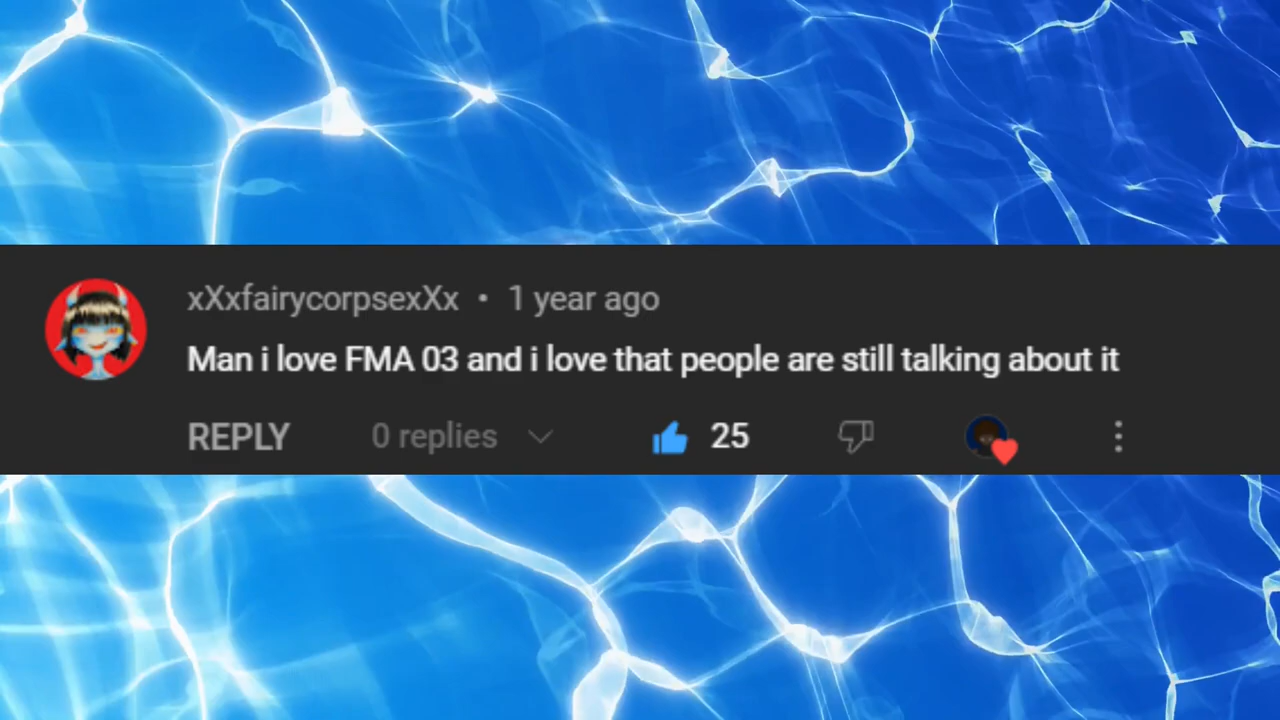 xXxfairycorpsexXx • 1 year ago
Man i love FMA 03 and i love that people are still talking about it
REPLY 0 replies 25